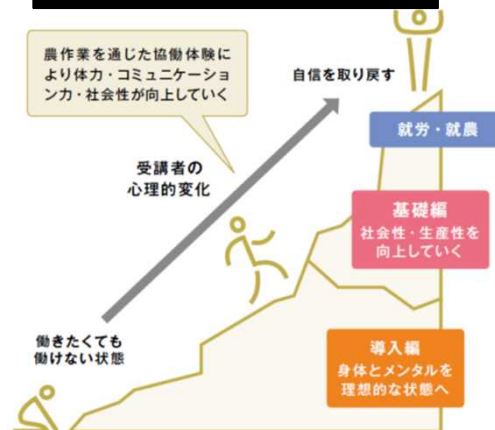 農作業を通じた協働体験に
より体力・コミュニケーショ
ン力・社会性が向上していく
自信を取り戻す
就労・就農
受講者の
心理的変化
基礎編
社会性・生産性を
向上していく
働きたくても
働けない状態
導入編
身体とメンタルを
理想的な状態へ